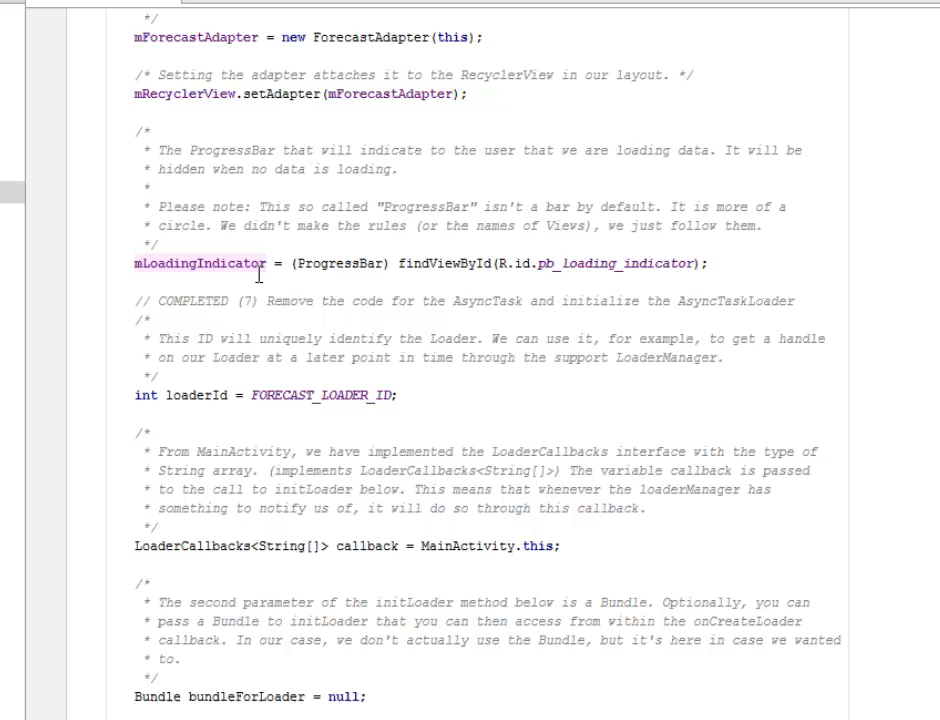 */
mForecastAdapter = new ForecastAdapter(this);
/* Setting the adapter attaches it to the RecyclerView in our layout. */
mRecyclerView.setAdapter(mForecastAdapter);
/*
* The ProgressBar that will indicate to the user that we are loading data. It will be
* hidden when no data is loading.
*
* Please note: This so called "ProgressBar" isn't a bar by default. It is more of a
* circle. We didn't make the rules (or the names of Views), we just follow them.
*/
mLoadingIndicator = (ProgressBar) findViewById(R.id.pb_loading_indicator);
// COMPLETED (7) Remove the code for the AsyncTask and initialize the AsyncTaskLoader
/*
* This ID will uniquely identify the Loader. We can use it, for example, to get a handle
* on our Loader at a later point in time through the support LoaderManager.
*/
int loaderId = FORECAST_LOADER_ID;
/*
* From MainActivity, we have implemented the LoaderCallbacks interface with the type of
* String array. (implements LoaderCallbacks<String[]>) The variable callback is passed
* to the call to initLoader below. This means that whenever the loaderManager has
* something to notify us of, it will do so through this callback.
*/
LoaderCallbacks<String[]> callback = MainActivity.this;
/*
* The second parameter of the initLoader method below is a Bundle. Optionally, you can
* pass a Bundle to initLoader that you can then access from within the onCreateLoader
* callback. In our case, we don't actually use the Bundle, but it's here in case we wanted
* to.
*/
Bundle bundleForLoader = null;